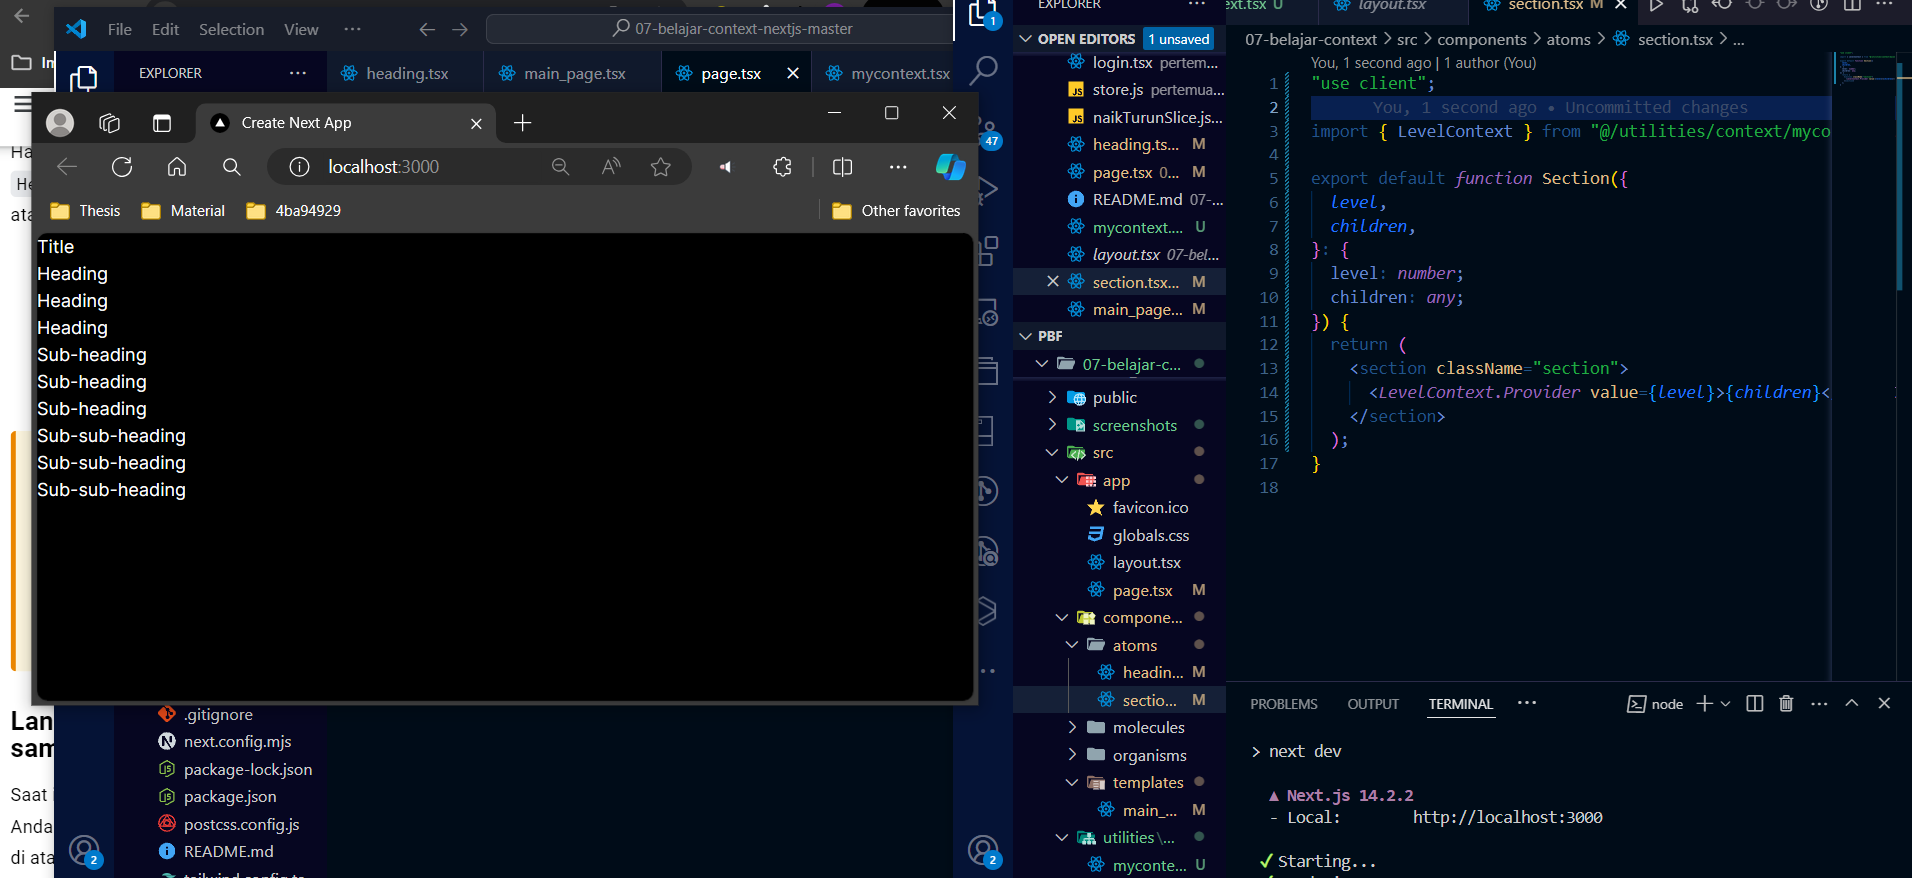 File Edit Selection View
07-belajar-context-nextjs-master
EXPLORER
heading.tsx
main_page.tsx
page.tsx
mycontext.tsx
Create Next App
localhost:3000
Thesis
Material
4ba94929
Other favorites
Title
Heading
Heading
Heading
Sub-heading
Sub-heading
Sub-heading
Sub-sub-heading
Sub-sub-heading
Sub-sub-heading
Lan
sam
Saat
Anda
di ata
.gitignore
next.config.mjs
package-lock.json
package.json
postcss.config.js
README.md
2
1
47
2
EXPLORER
OPEN EDITORS 1 unsaved
login.tsx pertem...
store.js pertemua...
naikTurunSlice.js...
heading.ts... M
page.tsx 0... M
README.md 07-...
mycontext.... U
layout.tsx 07-bel...
section.tsx... M
main_page... M
PBF
07-belajar-c...
public
screenshots
src
app
favicon.ico
globals.css
layout.tsx
page.tsx M
compone...
atoms
headin... M
sectio... M
molecules
organisms
templates
main_... M
utilities\...
myconte... U
ext.tsx U
layout.tsx
section.tsx M
07-belajar-context > src > components > atoms > section.tsx > ...
You, 1 second ago | 1 author (You)
1 "use client";
2 You, 1 second ago • Uncommitted changes
3 import { LevelContext } from "@/utilities/context/myco
4
5 export default function Section({
6 level,
7 children,
8 }: {
9 level: number;
10 children: any;
11 }) {
12 return (
13 <section className="section">
14 <LevelContext.Provider value={level}>{children}<
15 </section>
16 );
17 }
18
PROBLEMS OUTPUT TERMINAL
node
> next dev
▲ Next.js 14.2.2
- Local: http://localhost:3000
✓ Starting...